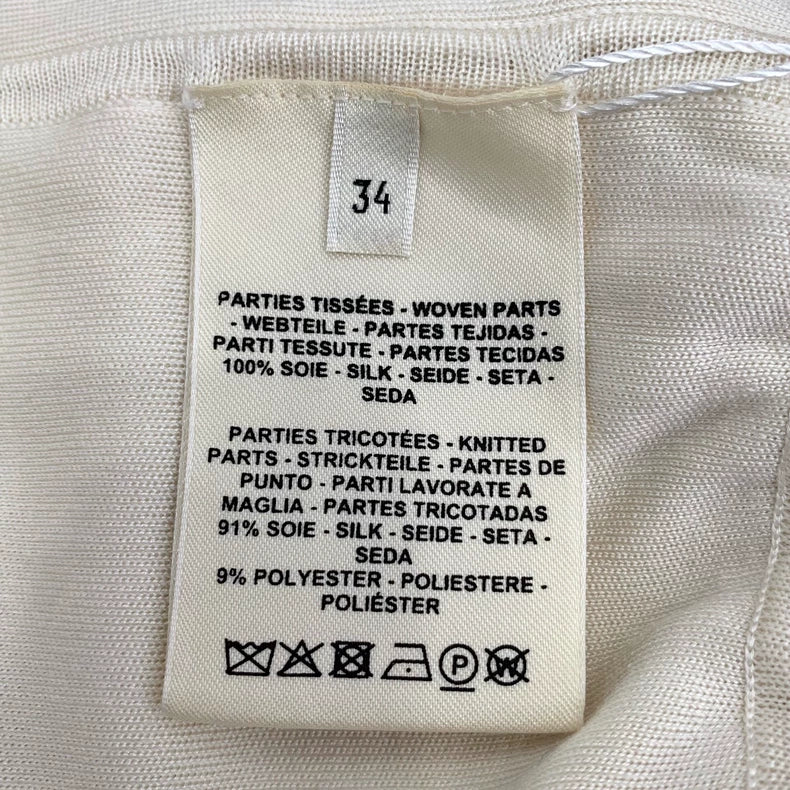 34
PARTIES TISSÉES - WOVEN PARTS
- WEBTEILE - PARTES TEJIDAS -
PARTI TESSUTE - PARTES TECIDAS
100% SOIE - SILK - SEIDE - SETA -
SEDA
PARTIES TRICOTÉES - KNITTED
PARTS - STRICKTEILE - PARTES DE
PUNTO - PARTI LAVORATE A
MAGLIA - PARTES TRICOTADAS
91% SOIE - SILK - SEIDE - SETA -
SEDA
9% POLYESTER - POLIESTERE -
POLIÉSTER
P W